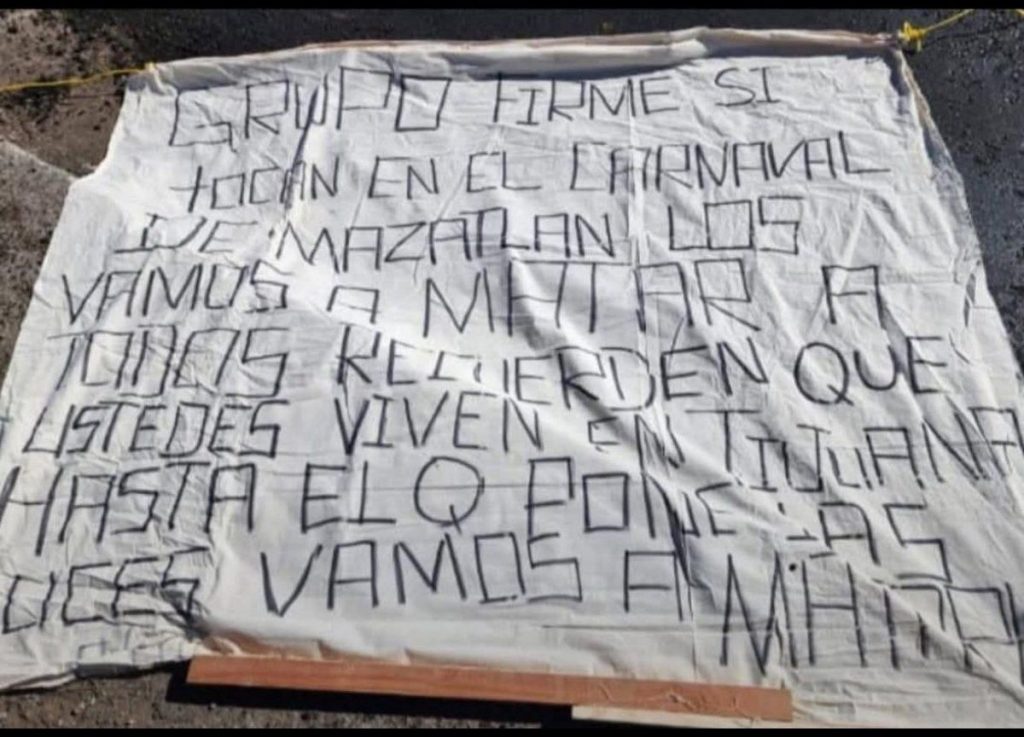 GRUPO FIRME SI
tOCAN EN EL CARNAVAL
DE MAZATLAN LOS
VAMOS A MATAR A
TODOS RECUERDEN QUE
USTEDES VIVEN EN TIJUANA
HASTA EL Q PONE LAS
LUCES VAMOS A MATAR